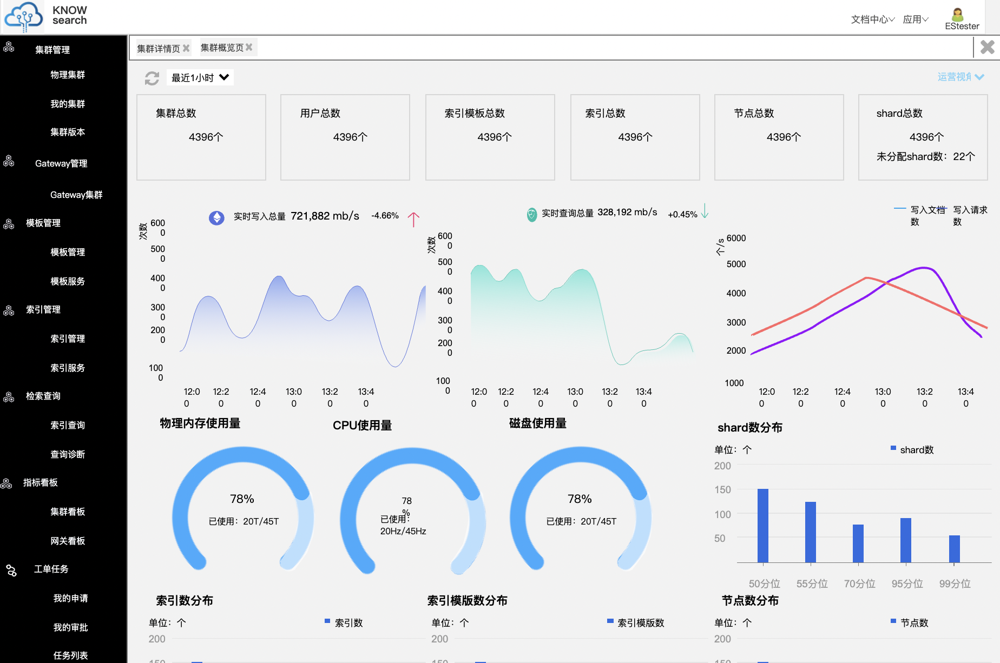 KNOW
search
文档中心
应用
EStester
集群管理
物理集群
我的集群
集群版本
Gateway管理
Gateway集群
模板管理
模板管理
模板服务
索引管理
索引管理
索引服务
检索查询
索引查询
查询诊断
指标看板
集群看板
网关看板
工单任务
我的申请
我的审批
任务列表
集群详情页
集群概览页
最近1小时
运营视角
集群总数
4396个
用户总数
4396个
索引模板总数
4396个
索引总数
4396个
节点总数
4396个
shard总数
4396个
未分配shard数：22个
实时写入总量 721,882 mb/s -4.66%
次数
600
0
500
0
400
0
300
0
200
0
100
0
12:0
0
12:2
0
12:4
0
13:0
0
13:2
0
13:4
0
实时查询总量 328,192 mb/s +0.45%
次数
600
0
500
0
400
0
300
0
200
0
100
0
12:0
0
12:2
0
12:4
0
13:0
0
13:2
0
13:4
0
写入文档
数
写入请求
数
个/s
6000
5000
4000
3000
2000
1000
12:0
0
12:2
0
12:4
0
13:0
0
13:2
0
13:4
0
物理内存使用量
78%
已使用：20T/45T
CPU使用量
78
%
已使用：
20Hz/45Hz
磁盘使用量
78%
已使用：20T/45T
shard数分布
单位：个
shard数
200
150
100
50
50分位
55分位
70分位
95分位
99分位
索引数分布
单位：个
索引数
200
150
索引模版数分布
单位：个
索引模版数
200
150
节点数分布
单位：个
节点数
200
150